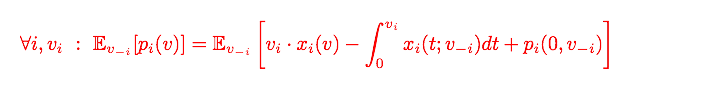 ∀i, v_i : 𝔼_{v_{-i}}[p_i(v)] = 𝔼_{v_{-i}} [ v_i · x_i(v) − ∫_0^{v_i} x_i(t; v_{-i})dt + p_i(0, v_{-i}) ]